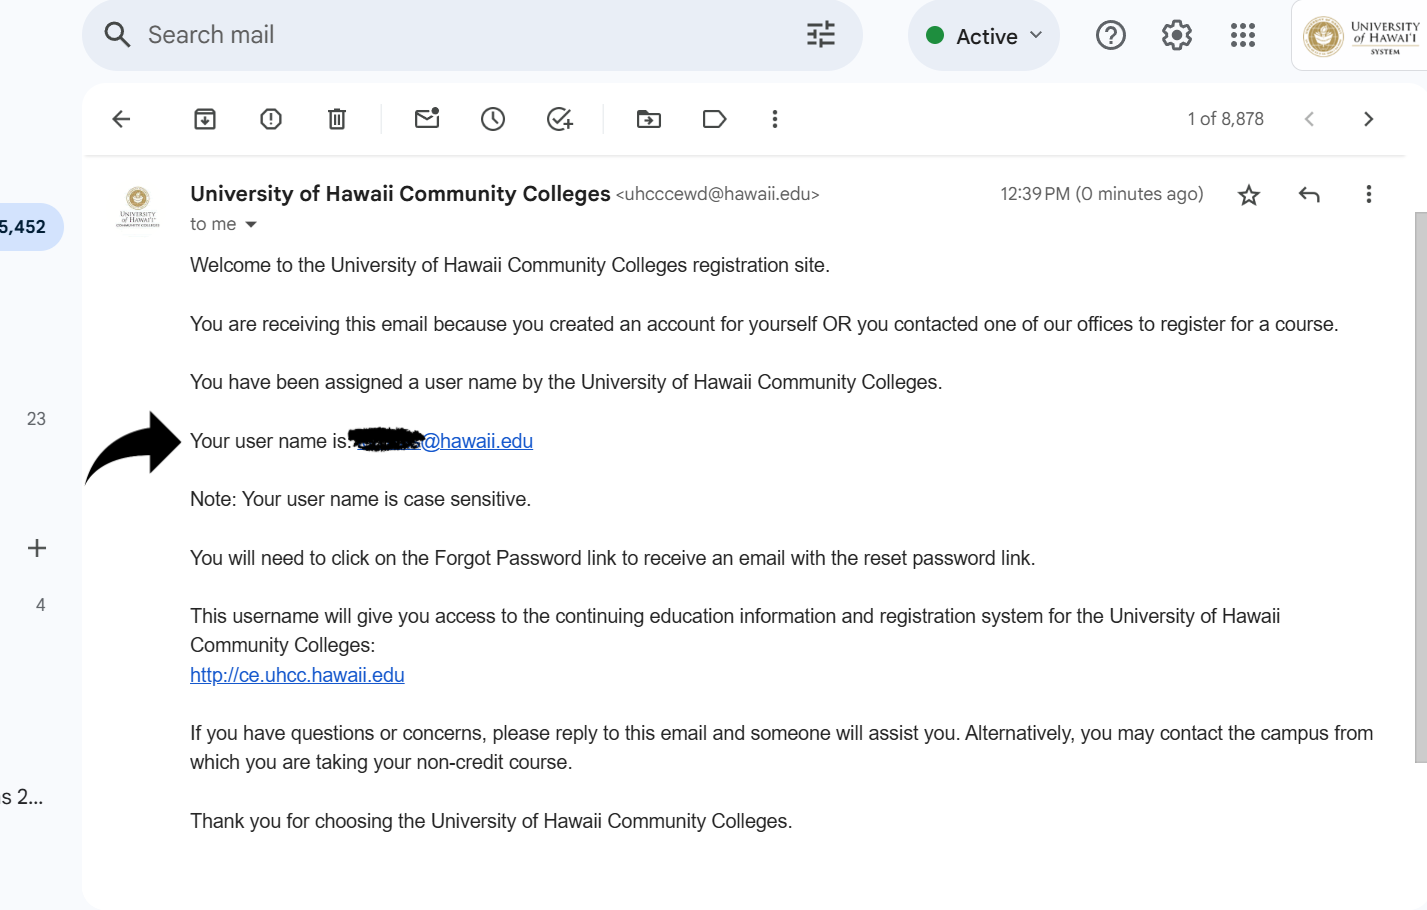 Search mail
Active
UNIVERSITY
of HAWAI'I
SYSTEM
1 of 8,878
University of Hawaii Community Colleges <uhcccewd@hawaii.edu>
12:39 PM (0 minutes ago)
UNIVERSITY
of HAWAI'I
COMMUNITY COLLEGES
5,452
to me
Welcome to the University of Hawaii Community Colleges registration site.
You are receiving this email because you created an account for yourself OR you contacted one of our offices to register for a course.
You have been assigned a user name by the University of Hawaii Community Colleges.
23
Your user name is: @hawaii.edu
Note: Your user name is case sensitive.
You will need to click on the Forgot Password link to receive an email with the reset password link.
4
This username will give you access to the continuing education information and registration system for the University of Hawaii
Community Colleges:
http://ce.uhcc.hawaii.edu
If you have questions or concerns, please reply to this email and someone will assist you. Alternatively, you may contact the campus from
which you are taking your non-credit course.
s 2...
Thank you for choosing the University of Hawaii Community Colleges.